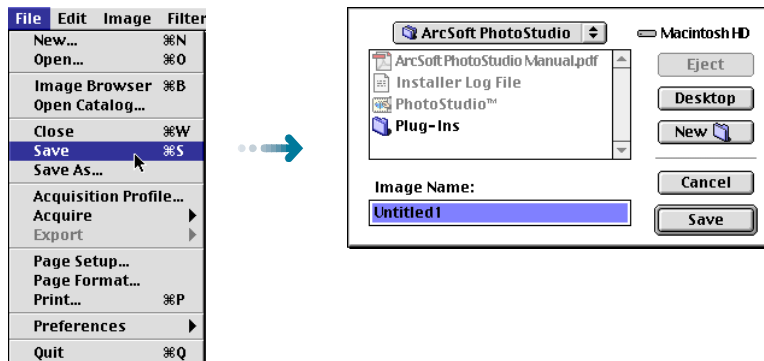 File Edit Image Filter
New... ⌘N
Open... ⌘O
Image Browser ⌘B
Open Catalog...
Close ⌘W
Save ⌘S
Save As...
Acquisition Profile...
Acquire
Export
Page Setup...
Page Format...
Print... ⌘P
Preferences
Quit ⌘Q
ArcSoft PhotoStudio
Macintosh HD
ArcSoft PhotoStudio Manual.pdf
Installer Log File
PhotoStudio™
Plug-Ins
Eject
Desktop
New
Image Name:
Untitled1
Cancel
Save